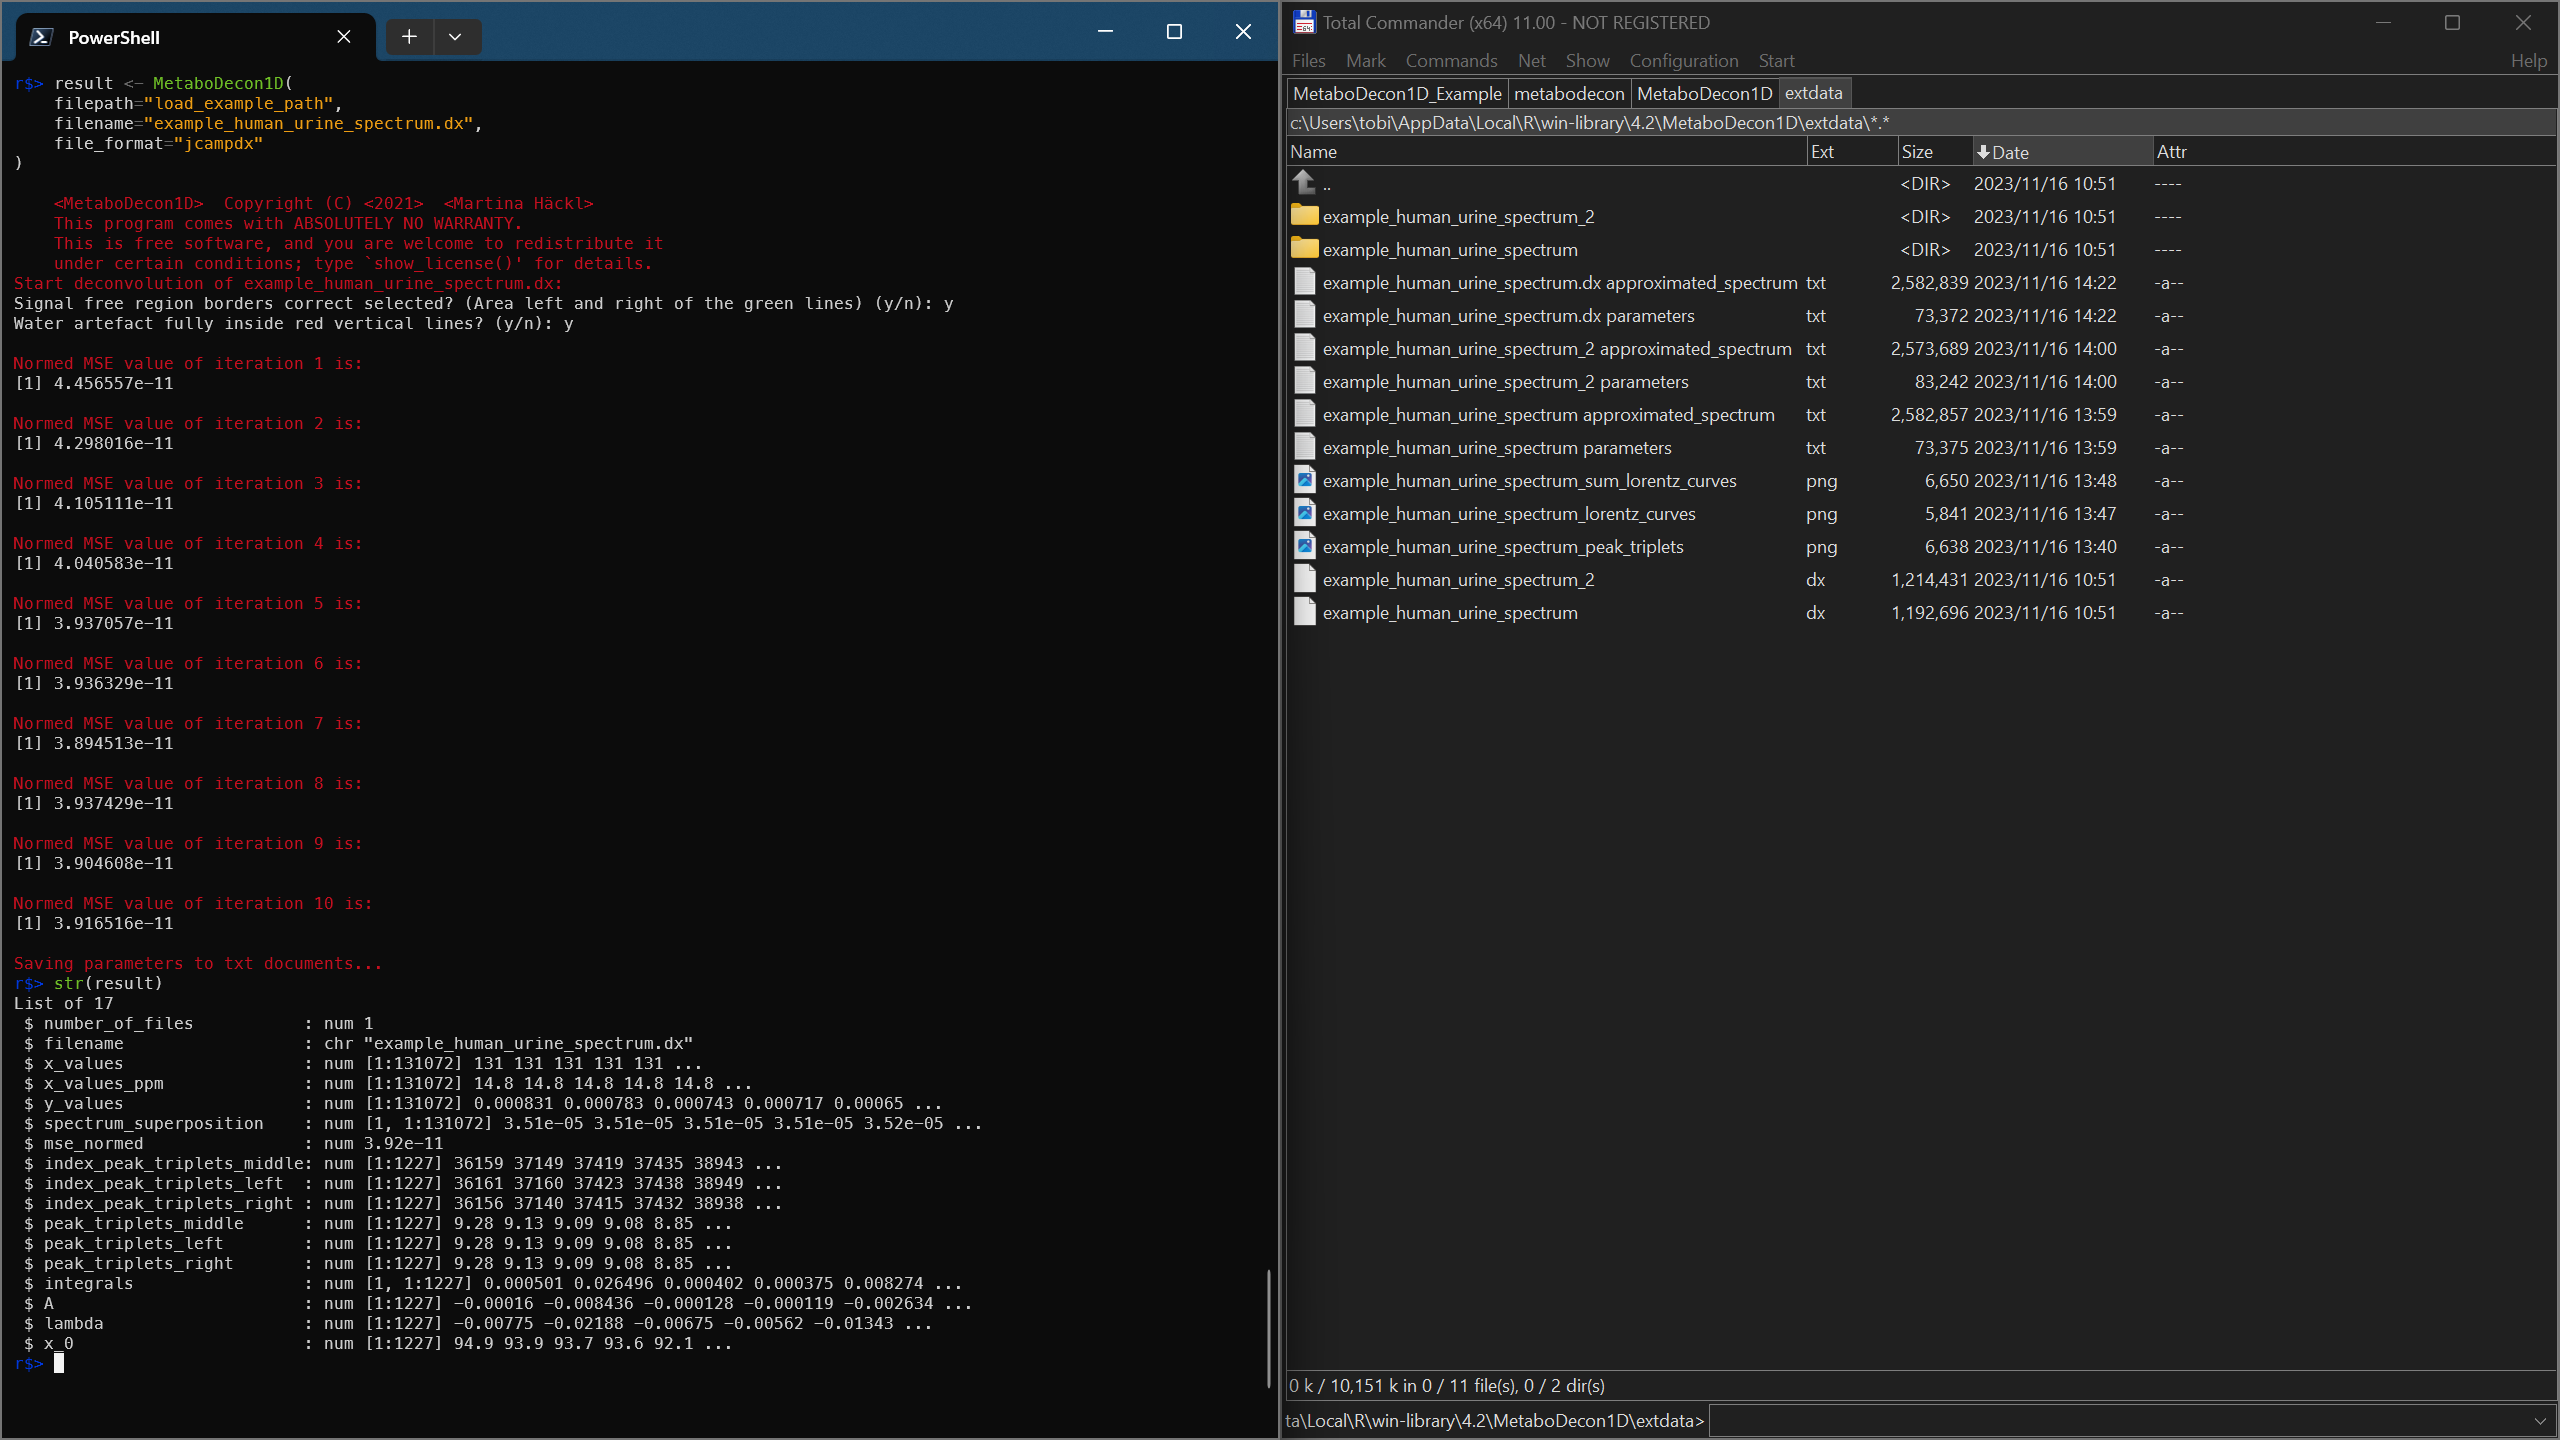 PowerShell
r$> result <- MetaboDecon1D(
    filepath="load_example_path",
    filename="example_human_urine_spectrum.dx",
    file_format="jcampdx"
)
    <MetaboDecon1D>  Copyright (C) <2021>  <Martina Häckl>
    This program comes with ABSOLUTELY NO WARRANTY.
    This is free software, and you are welcome to redistribute it
    under certain conditions; type `show_license()' for details.
Start deconvolution of example_human_urine_spectrum.dx:
Signal free region borders correct selected? (Area left and right of the green lines) (y/n): y
Water artefact fully inside red vertical lines? (y/n): y
Normed MSE value of iteration 1 is:
[1] 4.456557e-11
Normed MSE value of iteration 2 is:
[1] 4.298016e-11
Normed MSE value of iteration 3 is:
[1] 4.105111e-11
Normed MSE value of iteration 4 is:
[1] 4.040583e-11
Normed MSE value of iteration 5 is:
[1] 3.937057e-11
Normed MSE value of iteration 6 is:
[1] 3.936329e-11
Normed MSE value of iteration 7 is:
[1] 3.894513e-11
Normed MSE value of iteration 8 is:
[1] 3.937429e-11
Normed MSE value of iteration 9 is:
[1] 3.904608e-11
Normed MSE value of iteration 10 is:
[1] 3.916516e-11
Saving parameters to txt documents...
r$> str(result)
List of 17
 $ number_of_files           : num 1
 $ filename                  : chr "example_human_urine_spectrum.dx"
 $ x_values                  : num [1:131072] 131 131 131 131 131 ...
 $ x_values_ppm              : num [1:131072] 14.8 14.8 14.8 14.8 14.8 ...
 $ y_values                  : num [1:131072] 0.000831 0.000783 0.000743 0.000717 0.00065 ...
 $ spectrum_superposition    : num [1, 1:131072] 3.51e-05 3.51e-05 3.51e-05 3.51e-05 3.52e-05 ...
 $ mse_normed                : num 3.92e-11
 $ index_peak_triplets_middle: num [1:1227] 36159 37149 37419 37435 38943 ...
 $ index_peak_triplets_left  : num [1:1227] 36161 37160 37423 37438 38949 ...
 $ index_peak_triplets_right : num [1:1227] 36156 37140 37415 37432 38938 ...
 $ peak_triplets_middle      : num [1:1227] 9.28 9.13 9.09 9.08 8.85 ...
 $ peak_triplets_left        : num [1:1227] 9.28 9.13 9.09 9.08 8.85 ...
 $ peak_triplets_right       : num [1:1227] 9.28 9.13 9.09 9.08 8.85 ...
 $ integrals                 : num [1, 1:1227] 0.000501 0.026496 0.000402 0.000375 0.008274 ...
 $ A                         : num [1:1227] -0.00016 -0.008436 -0.000128 -0.000119 -0.002634 ...
 $ lambda                    : num [1:1227] -0.00775 -0.02188 -0.00675 -0.00562 -0.01343 ...
 $ x_0                       : num [1:1227] 94.9 93.9 93.7 93.6 92.1 ...
r$>
Total Commander (x64) 11.00 - NOT REGISTERED
Files Mark Commands Net Show Configuration Start Help
MetaboDecon1D_Example metabodecon MetaboDecon1D extdata
c:\Users\tobi\AppData\Local\R\win-library\4.2\MetaboDecon1D\extdata\*.*
Name Ext Size Date Attr
.. <DIR> 2023/11/16 10:51 ----
example_human_urine_spectrum_2 <DIR> 2023/11/16 10:51 ----
example_human_urine_spectrum <DIR> 2023/11/16 10:51 ----
example_human_urine_spectrum.dx approximated_spectrum txt 2,582,839 2023/11/16 14:22 -a--
example_human_urine_spectrum.dx parameters txt 73,372 2023/11/16 14:22 -a--
example_human_urine_spectrum_2 approximated_spectrum txt 2,573,689 2023/11/16 14:00 -a--
example_human_urine_spectrum_2 parameters txt 83,242 2023/11/16 14:00 -a--
example_human_urine_spectrum approximated_spectrum txt 2,582,857 2023/11/16 13:59 -a--
example_human_urine_spectrum parameters txt 73,375 2023/11/16 13:59 -a--
example_human_urine_spectrum_sum_lorentz_curves png 6,650 2023/11/16 13:48 -a--
example_human_urine_spectrum_lorentz_curves png 5,841 2023/11/16 13:47 -a--
example_human_urine_spectrum_peak_triplets png 6,638 2023/11/16 13:40 -a--
example_human_urine_spectrum_2 dx 1,214,431 2023/11/16 10:51 -a--
example_human_urine_spectrum dx 1,192,696 2023/11/16 10:51 -a--
0 k / 10,151 k in 0 / 11 file(s), 0 / 2 dir(s)
ta\Local\R\win-library\4.2\MetaboDecon1D\extdata>